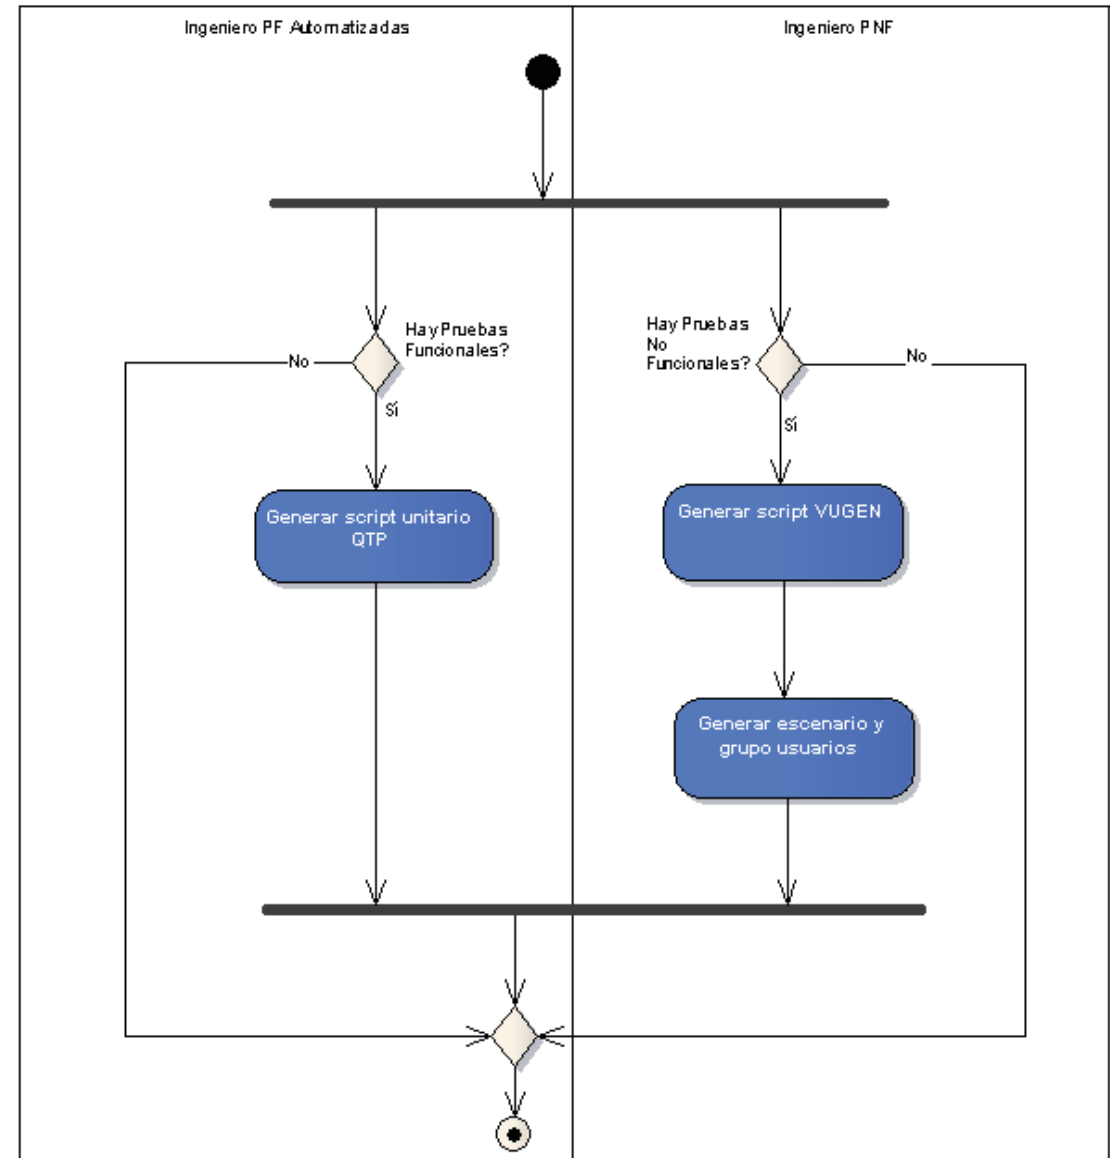 Ingeniero PF Automatizadas
Ingeniero PNF
Hay Pruebas
Funcionales?
No
Sí
Hay Pruebas
No
Funcionales?
No
Sí
Generar script unitario
QTP
Generar script VUGEN
Generar escenario y
grupo usuarios